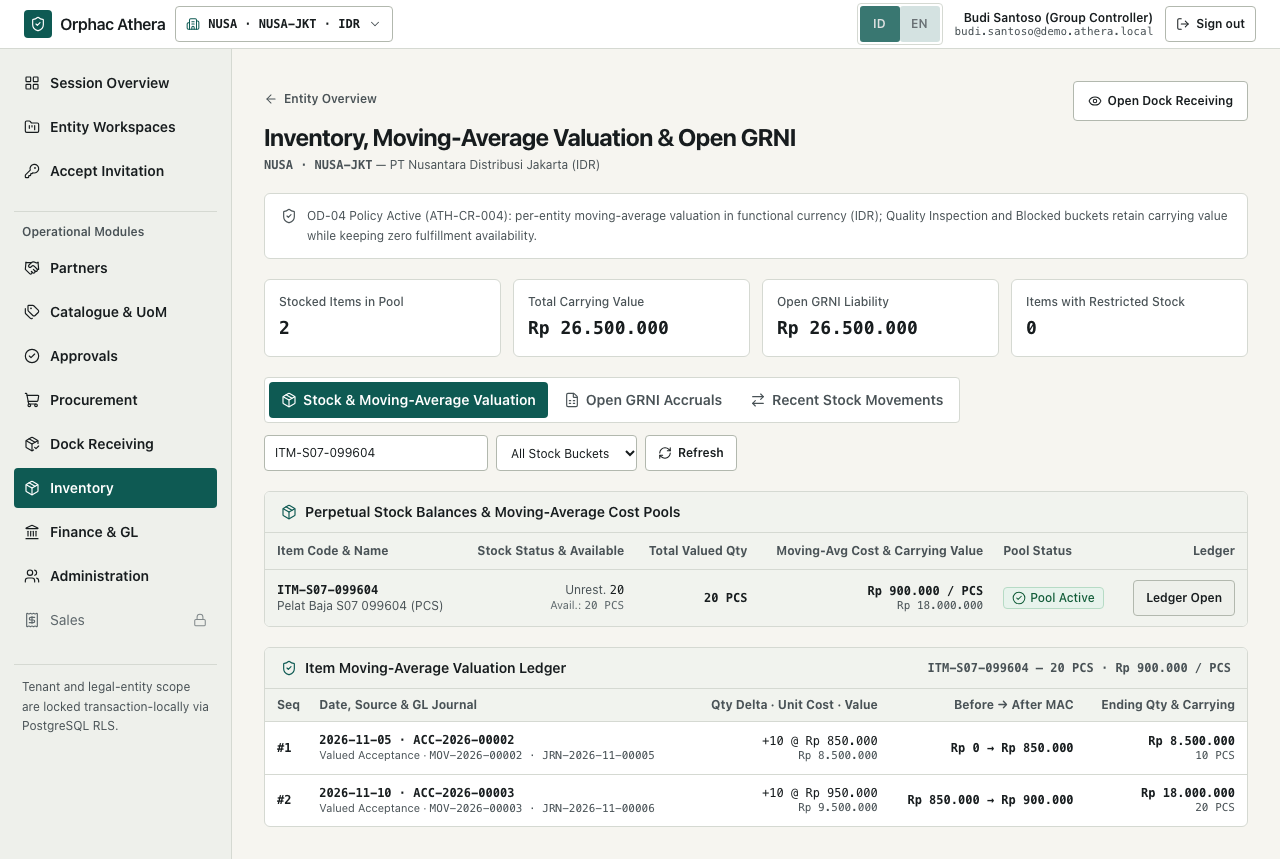 Orphac Athera
NUSA · NUSA-JKT · IDR
ID
EN
Budi Santoso (Group Controller)
budi.santoso@demo.athera.local
Sign out
Session Overview
Entity Workspaces
Accept Invitation
Operational Modules
Partners
Catalogue & UoM
Approvals
Procurement
Dock Receiving
Inventory
Finance & GL
Administration
Sales
Tenant and legal-entity scope
are locked transaction-locally via
PostgreSQL RLS.
Entity Overview
Open Dock Receiving
Inventory, Moving-Average Valuation & Open GRNI
NUSA · NUSA-JKT — PT Nusantara Distribusi Jakarta (IDR)
OD-04 Policy Active (ATH-CR-004): per-entity moving-average valuation in functional currency (IDR); Quality Inspection and Blocked buckets retain carrying value
while keeping zero fulfillment availability.
Stocked Items in Pool
2
Total Carrying Value
Rp 26.500.000
Open GRNI Liability
Rp 26.500.000
Items with Restricted Stock
0
Stock & Moving-Average Valuation
Open GRNI Accruals
Recent Stock Movements
ITM-S07-099604
All Stock Buckets
Refresh
Perpetual Stock Balances & Moving-Average Cost Pools
Item Code & Name Stock Status & Available Total Valued Qty Moving-Avg Cost & Carrying Value Pool Status Ledger
ITM-S07-099604
Pelat Baja S07 099604 (PCS)
Unrest. 20
Avail.: 20 PCS
20 PCS
Rp 900.000 / PCS
Rp 18.000.000
Pool Active
Ledger Open
Item Moving-Average Valuation Ledger
ITM-S07-099604 — 20 PCS · Rp 900.000 / PCS
Seq Date, Source & GL Journal Qty Delta · Unit Cost · Value Before → After MAC Ending Qty & Carrying
#1
2026-11-05 · ACC-2026-00002
Valued Acceptance · MOV-2026-00002 · JRN-2026-11-00005
+10 @ Rp 850.000
Rp 8.500.000
Rp 0 → Rp 850.000
Rp 8.500.000
10 PCS
#2
2026-11-10 · ACC-2026-00003
Valued Acceptance · MOV-2026-00003 · JRN-2026-11-00006
+10 @ Rp 950.000
Rp 9.500.000
Rp 850.000 → Rp 900.000
Rp 18.000.000
20 PCS